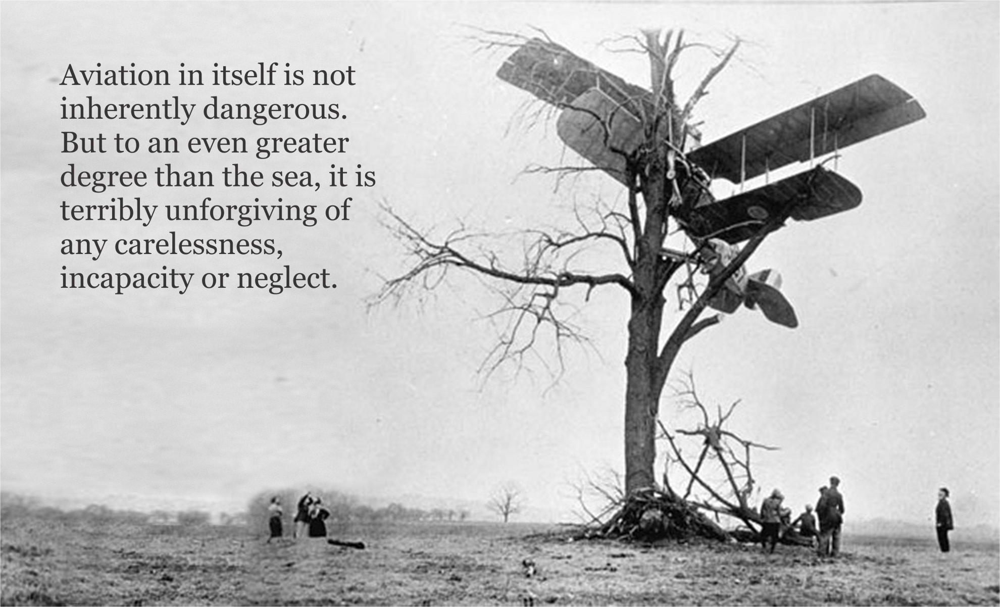 Aviation in itself is not
inherently dangerous.
But to an even greater
degree than the sea, it is
terribly unforgiving of
any carelessness,
incapacity or neglect.